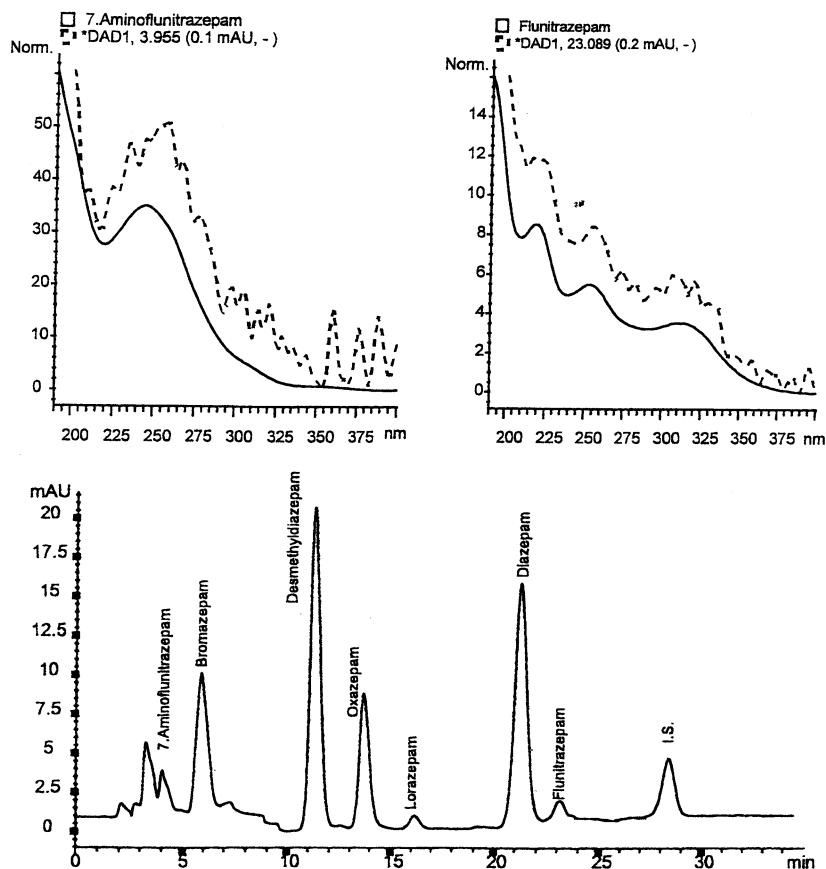 7.Aminoflunitrazepam
*DAD1, 3.955 (0.1 mAU, - )
Norm.
50
40
30
20
10
0
200 225 250 275 300 325 350 375 nm
Flunitrazepam
*DAD1, 23.089 (0.2 mAU, - )
Norm.
14
12
10
8
6
4
2
0
200 225 250 275 300 325 350 375 nm
mAU
20
17.5
15
12.5
10
7.5
5
2.5
0
7.Aminoflunitrazepam
Bromazepam
Desmethyldiazepam
Oxazepam
Lorazepam
Diazepam
Flunitrazepam
I.S.
0 5 10 15 20 25 30 min